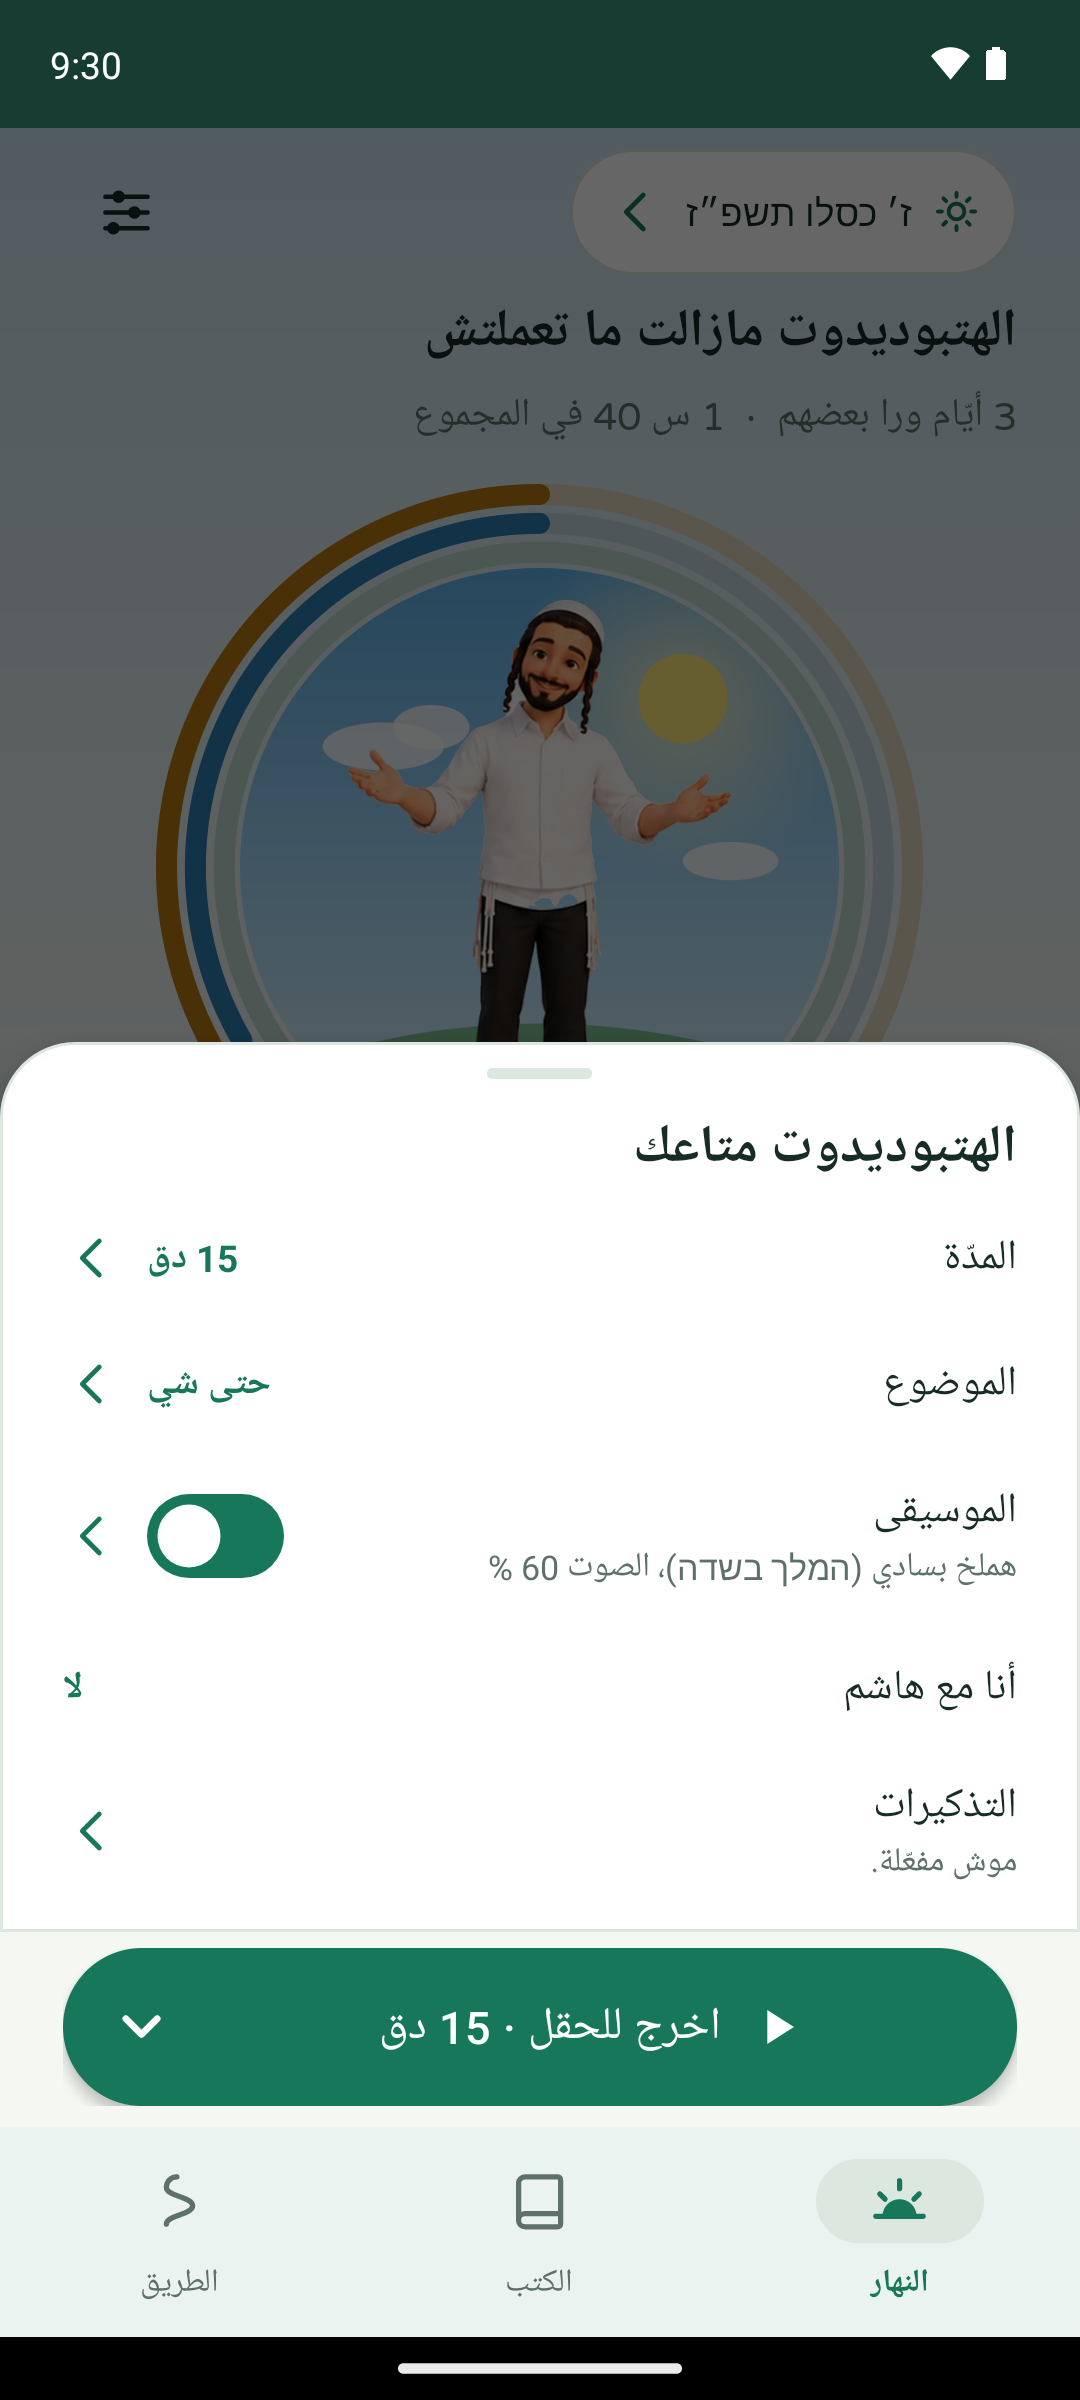 9:30
ז׳ כסלו תשפ״ז
الهتبوديدوت مازالت ما تعملتش
3 أيّام ورا بعضهم · 1 س 40 في المجموع
الهتبوديدوت متاعك
المدّة
15 دق
الموضوع
حتى شي
الموسيقى
هملخ بسادي (המלך בשדה)، الصوت 60 %
أنا مع هاشم
لا
التذكيرات
موش مفعّلة.
اخرج للحقل · 15 دق
النهار
الكتب
الطريق